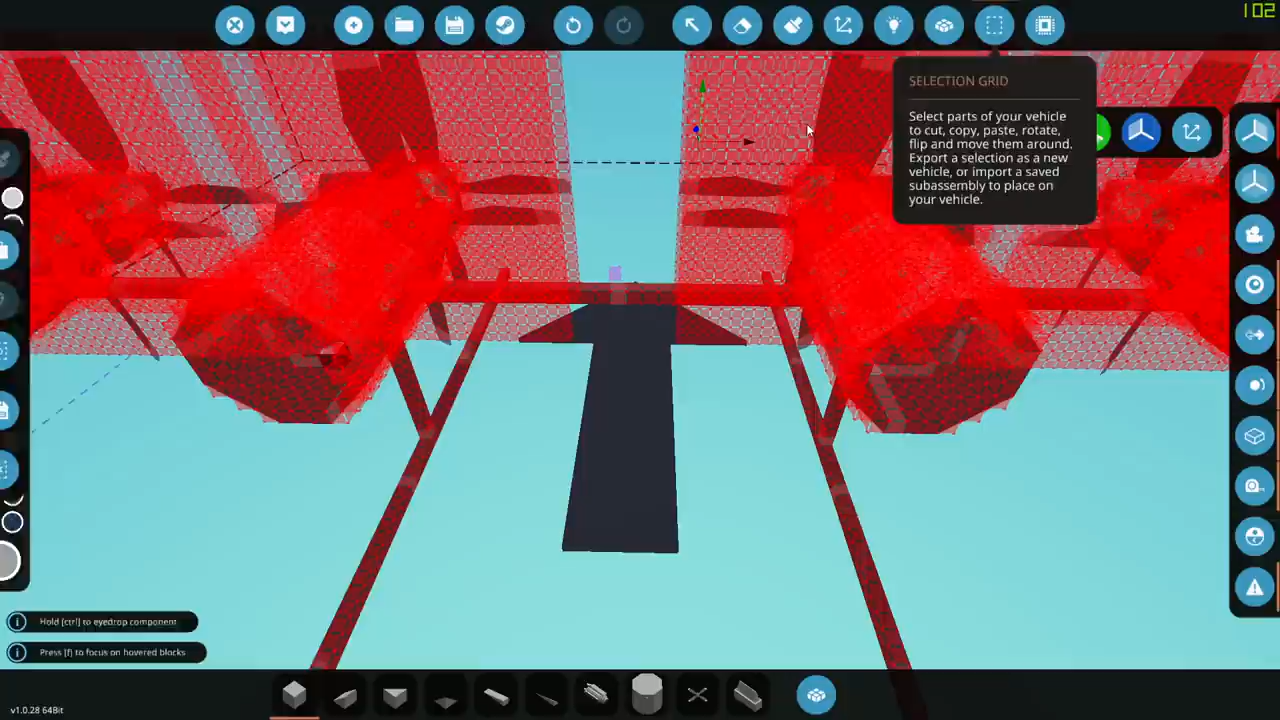 102
SELECTION GRID
Select parts of your vehicle
to cut, copy, paste, rotate,
flip and move them around.
Export a selection as a new
vehicle, or import a saved
subassembly to place on
your vehicle.
Hold [ctrl] to eyedrop component
Press [f] to focus on hovered blocks
v1.0.28 64Bit